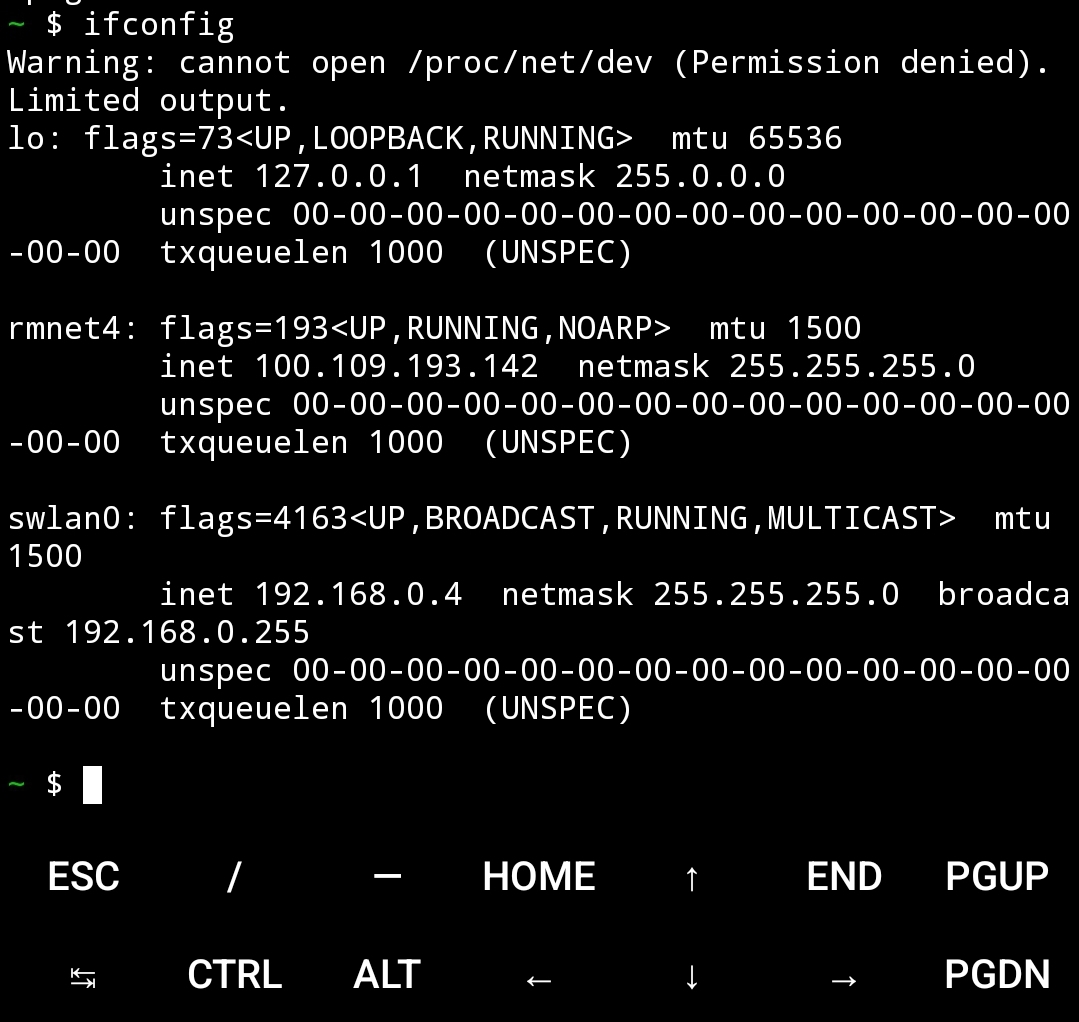 ~ $ ifconfig
Warning: cannot open /proc/net/dev (Permission denied).
Limited output.
lo: flags=73<UP,LOOPBACK,RUNNING>  mtu 65536
        inet 127.0.0.1  netmask 255.0.0.0
        unspec 00-00-00-00-00-00-00-00-00-00-00-00-00-00
-00-00  txqueuelen 1000  (UNSPEC)

rmnet4: flags=193<UP,RUNNING,NOARP>  mtu 1500
        inet 100.109.193.142  netmask 255.255.255.0
        unspec 00-00-00-00-00-00-00-00-00-00-00-00-00-00
-00-00  txqueuelen 1000  (UNSPEC)

swlan0: flags=4163<UP,BROADCAST,RUNNING,MULTICAST>  mtu
1500
        inet 192.168.0.4  netmask 255.255.255.0  broadca
st 192.168.0.255
        unspec 00-00-00-00-00-00-00-00-00-00-00-00-00-00
-00-00  txqueuelen 1000  (UNSPEC)

~ $
ESC / — HOME ↑ END PGUP
↹ CTRL ALT ← ↓ → PGDN